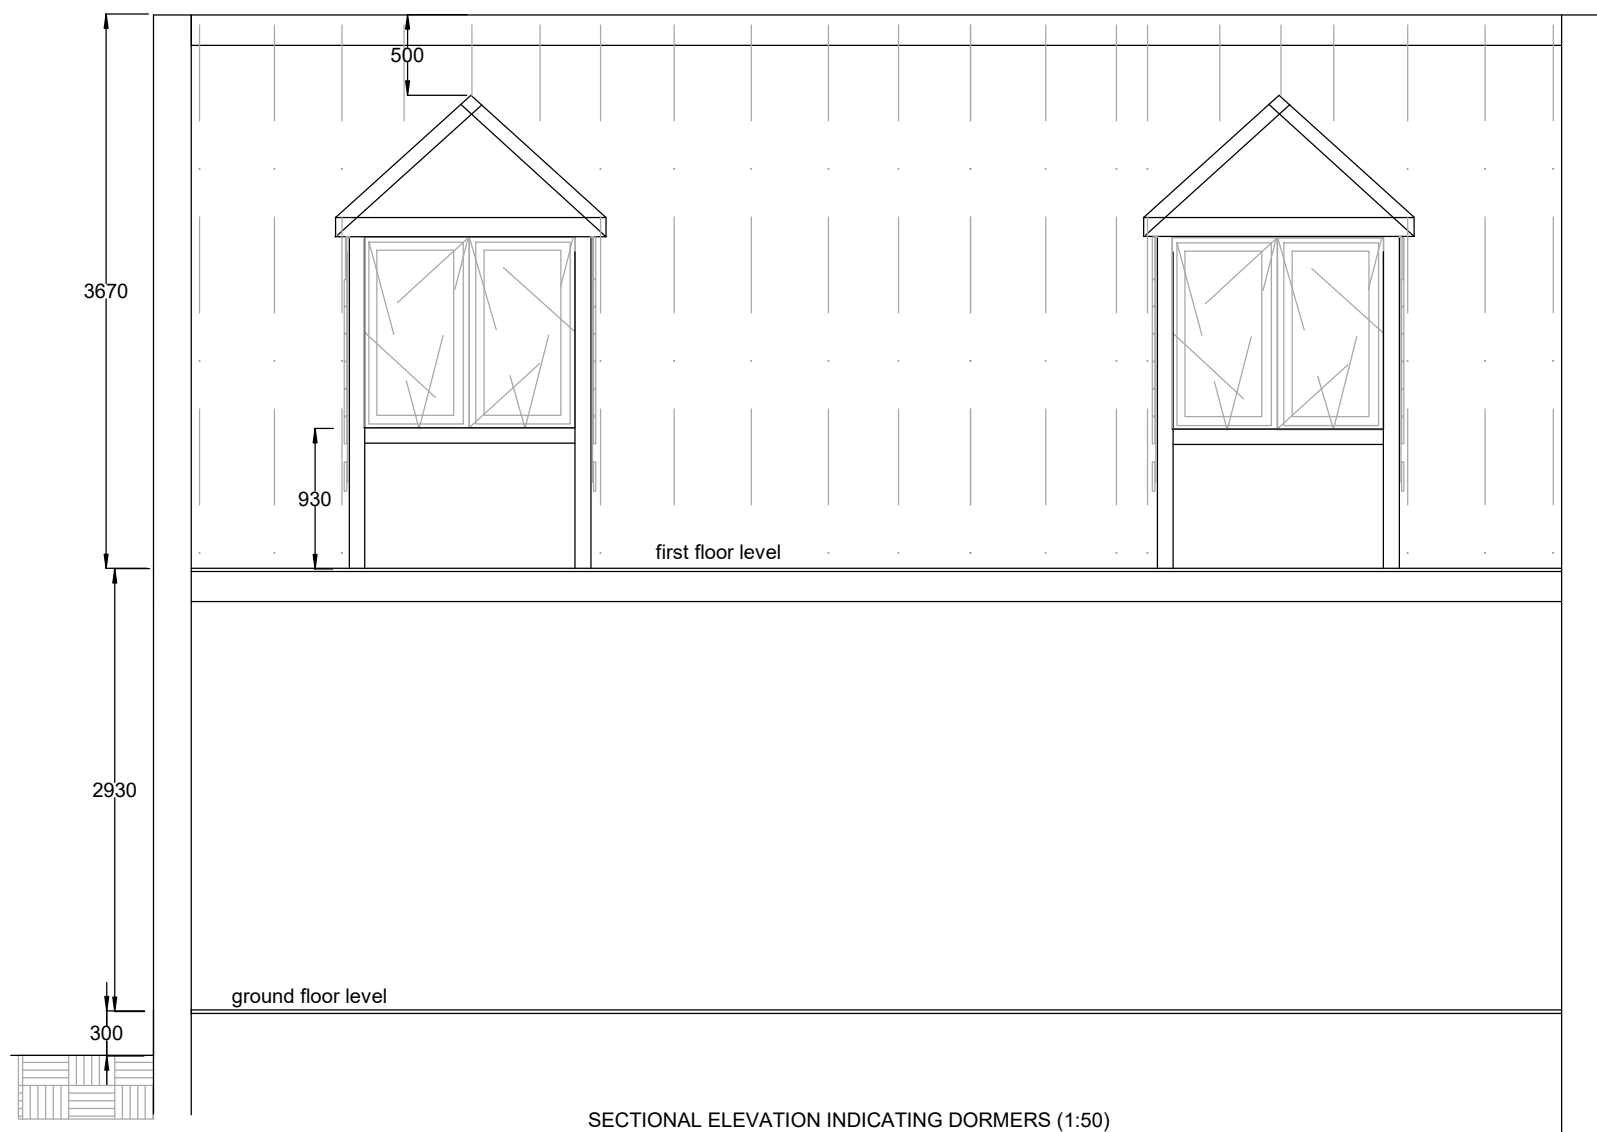 500
3670
930
first floor level
2930
ground floor level
300
SECTIONAL ELEVATION INDICATING DORMERS (1:50)